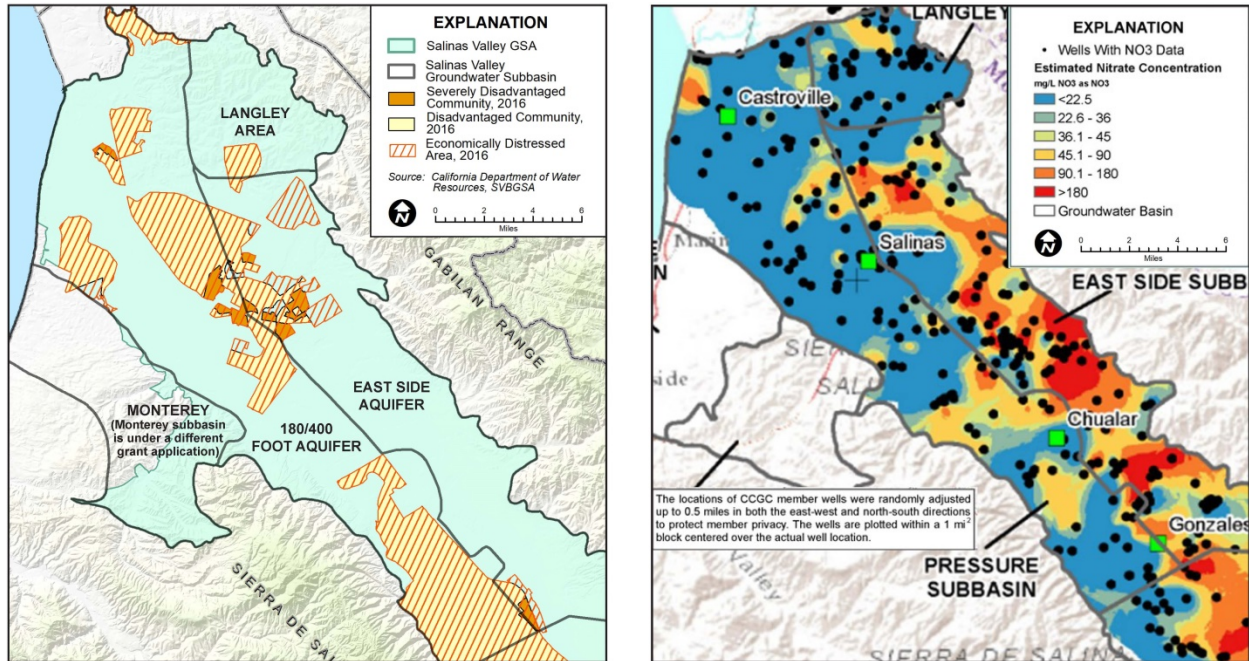 EXPLANATION
Salinas Valley GSA
Salinas Valley
Groundwater Subbasin
Severely Disadvantaged
Community, 2016
Disadvantaged Community,
2016
Economically Distressed
Area, 2016
Source: California Department of Water
Resources, SVBGSA
N
0 2 4 6
Miles
LANGLEY
AREA
GABILAN RANGE
EAST SIDE
AQUIFER
MONTEREY
(Monterey subbasin
is under a different
grant application)
180/400
FOOT AQUIFER
SIERRA DE SAL
LANGLEY
EXPLANATION
Wells With NO3 Data
Estimated Nitrate Concentration
mg/L NO3 as NO3
<22.5
22.6 - 36
36.1 - 45
45.1 - 90
90.1 - 180
>180
Groundwater Basin
N
0 2 4 6
Miles
Castroville
Marin
Salinas
EAST SIDE SUBB
side
SIERRA
SALI
Chualar
The locations of CCGC member wells were randomly adjusted
up to 0.5 miles in both the east-west and north-south directions
to protect member privacy. The wells are plotted within a 1 mi²
block centered over the actual well location.
Valley
Gonzales
PRESSURE
SUBBASIN
SIERRA DE SALINA